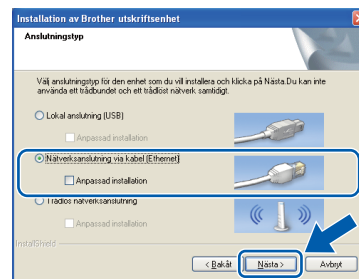 Installation av Brother utskriftsenhet
Anslutningstyp
Välj anslutningstyp för den enhet som du vill installera och klicka på Nästa.Du kan inte
använda ett trådbundet och ett trådlöst nätverk samtidigt.
Lokal anslutning (USB)
Anpassad installation
Nätverksanslutning via kabel (Ethernet)
Anpassad installation
Trådlös nätverksanslutning
Anpassad installation
InstallShield
< Bakåt
Nästa >
Avbryt